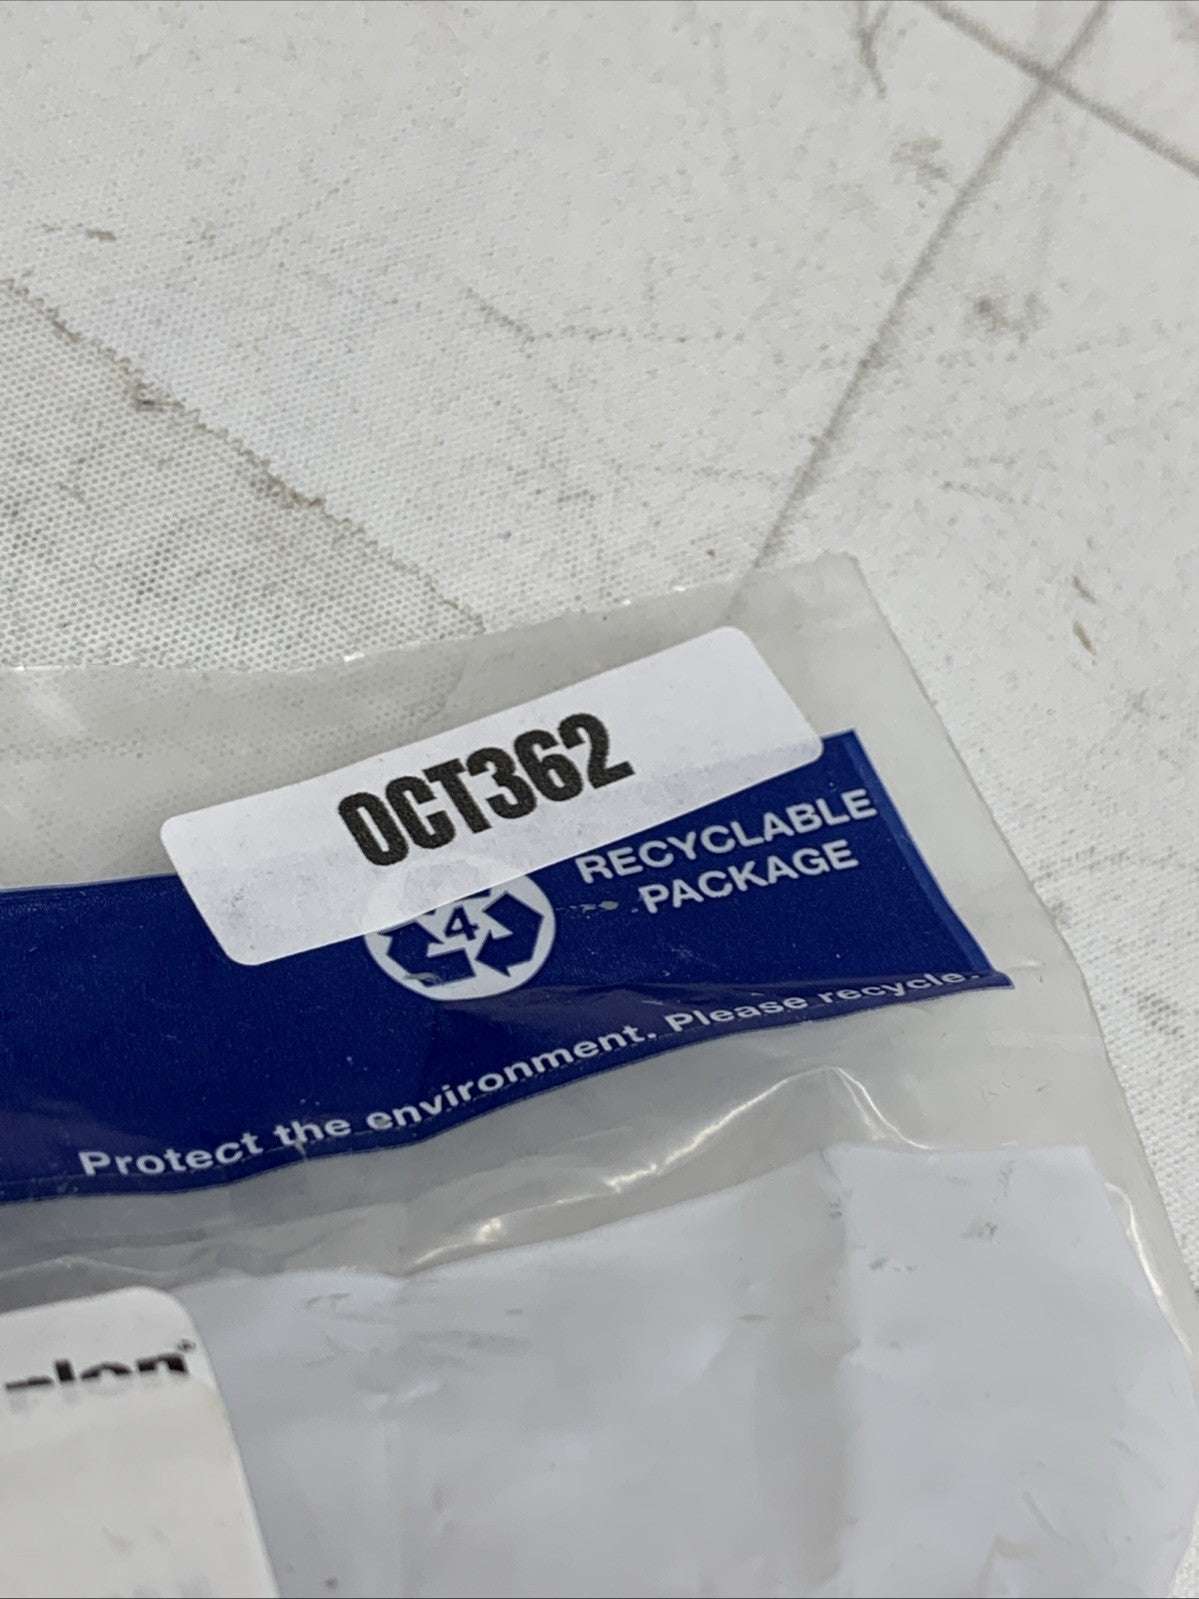 OCT362
RECYCLABLE
PACKAGE
4
Protect the environment. Please recycle.